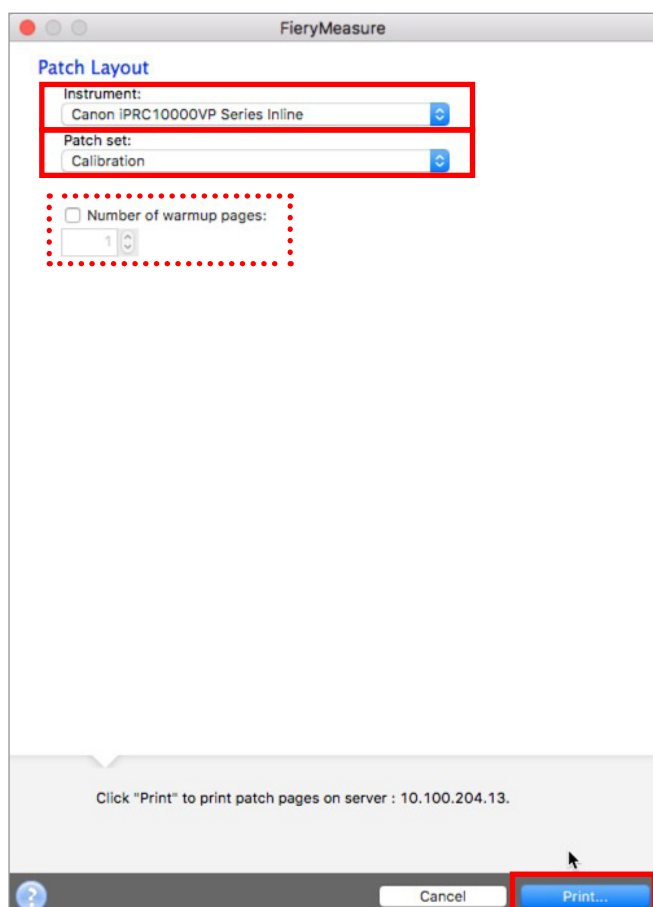 FieryMeasure
Patch Layout
Instrument:
Canon iPRC10000VP Series Inline
Patch set:
Calibration
Number of warmup pages:
1
Click "Print" to print patch pages on server : 10.100.204.13.
?
Cancel
Print...